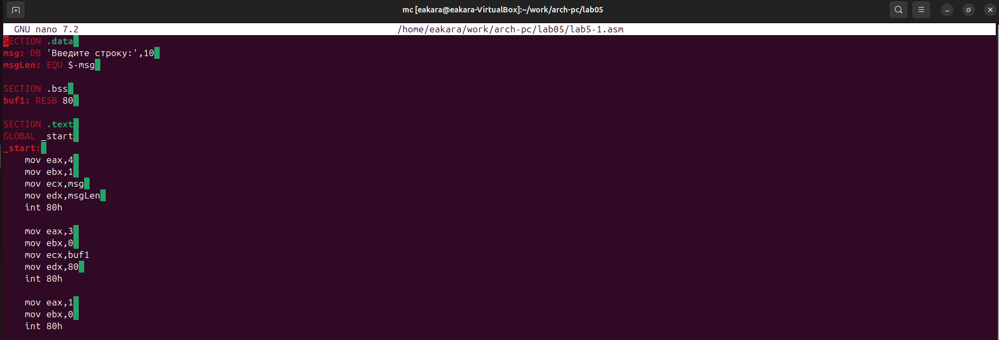 mc [eakara@eakara-VirtualBox]:~/work/arch-pc/lab05
GNU nano 7.2 /home/eakara/work/arch-pc/lab05/lab5-1.asm
SECTION .data
msg: DB 'Введите строку:',10
msgLen: EQU $-msg
SECTION .bss
buf1: RESB 80
SECTION .text
GLOBAL _start
_start:
mov eax,4
mov ebx,1
mov ecx,msg
mov edx,msgLen
int 80h
mov eax,3
mov ebx,0
mov ecx,buf1
mov edx,80
int 80h
mov eax,1
mov ebx,0
int 80h